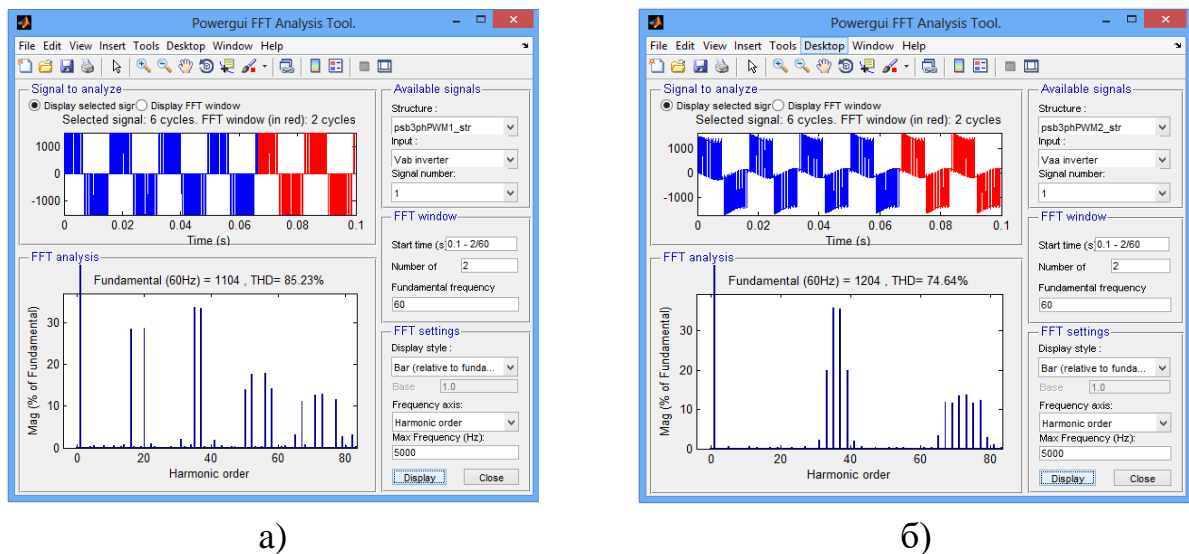 Powergui FFT Analysis Tool.
File Edit View Insert Tools Desktop Window Help
Signal to analyze
Display selected sigr Display FFT window
Selected signal: 6 cycles. FFT window (in red): 2 cycles
1000
0
-1000
0 0.02 0.04 0.06 0.08 0.1
Time (s)
FFT analysis
Fundamental (60Hz) = 1104 , THD= 85.23%
Mag (% of Fundamental)
30
20
10
0
0 20 40 60 80
Harmonic order
Available signals
Structure :
psb3phPWM1_str
Input :
Vab inverter
Signal number:
1
FFT window
Start time (s 0.1 - 2/60
Number of 2
Fundamental frequency
60
FFT settings
Display style :
Bar (relative to funda...
Base 1.0
Frequency axis:
Harmonic order
Max Frequency (Hz):
5000
Display Close
а)
Powergui FFT Analysis Tool.
File Edit View Insert Tools Desktop Window Help
Signal to analyze
Display selected sigr Display FFT window
Selected signal: 6 cycles. FFT window (in red): 2 cycles
1000
0
-1000
0 0.02 0.04 0.06 0.08 0.1
Time (s)
FFT analysis
Fundamental (60Hz) = 1204 , THD= 74.64%
Mag (% of Fundamental)
30
20
10
0
0 20 40 60 80
Harmonic order
Available signals
Structure :
psb3phPWM2_str
Input :
Vaa inverter
Signal number:
1
FFT window
Start time (s 0.1 - 2/60
Number of 2
Fundamental frequency
60
FFT settings
Display style :
Bar (relative to funda...
Base 1.0
Frequency axis:
Harmonic order
Max Frequency (Hz):
5000
Display Close
б)